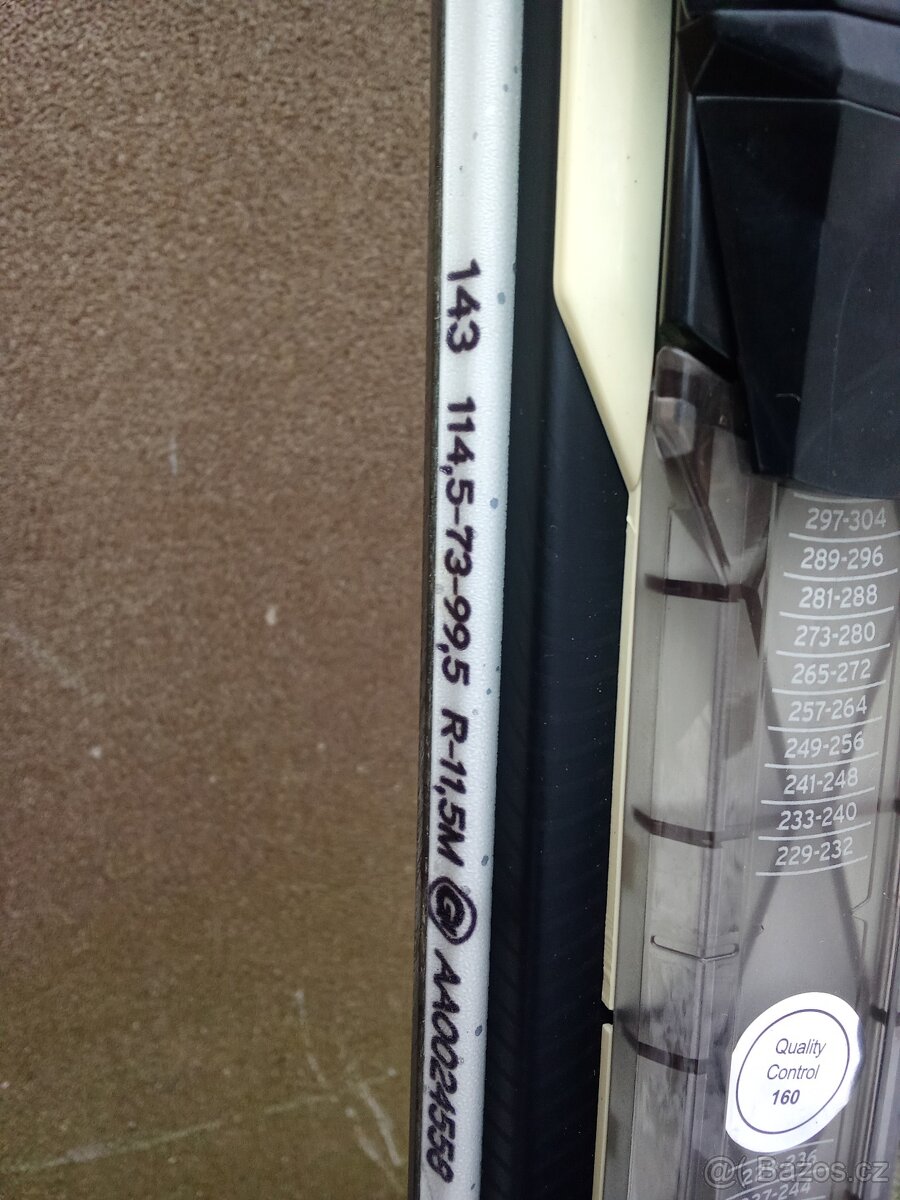 143 114,5-73-99,5 R-11,5M G AA0024558
297-304
289-296
281-288
273-280
265-272
257-264
249-256
241-248
233-240
229-232
Quality
Control
160
@ Bazos.cz